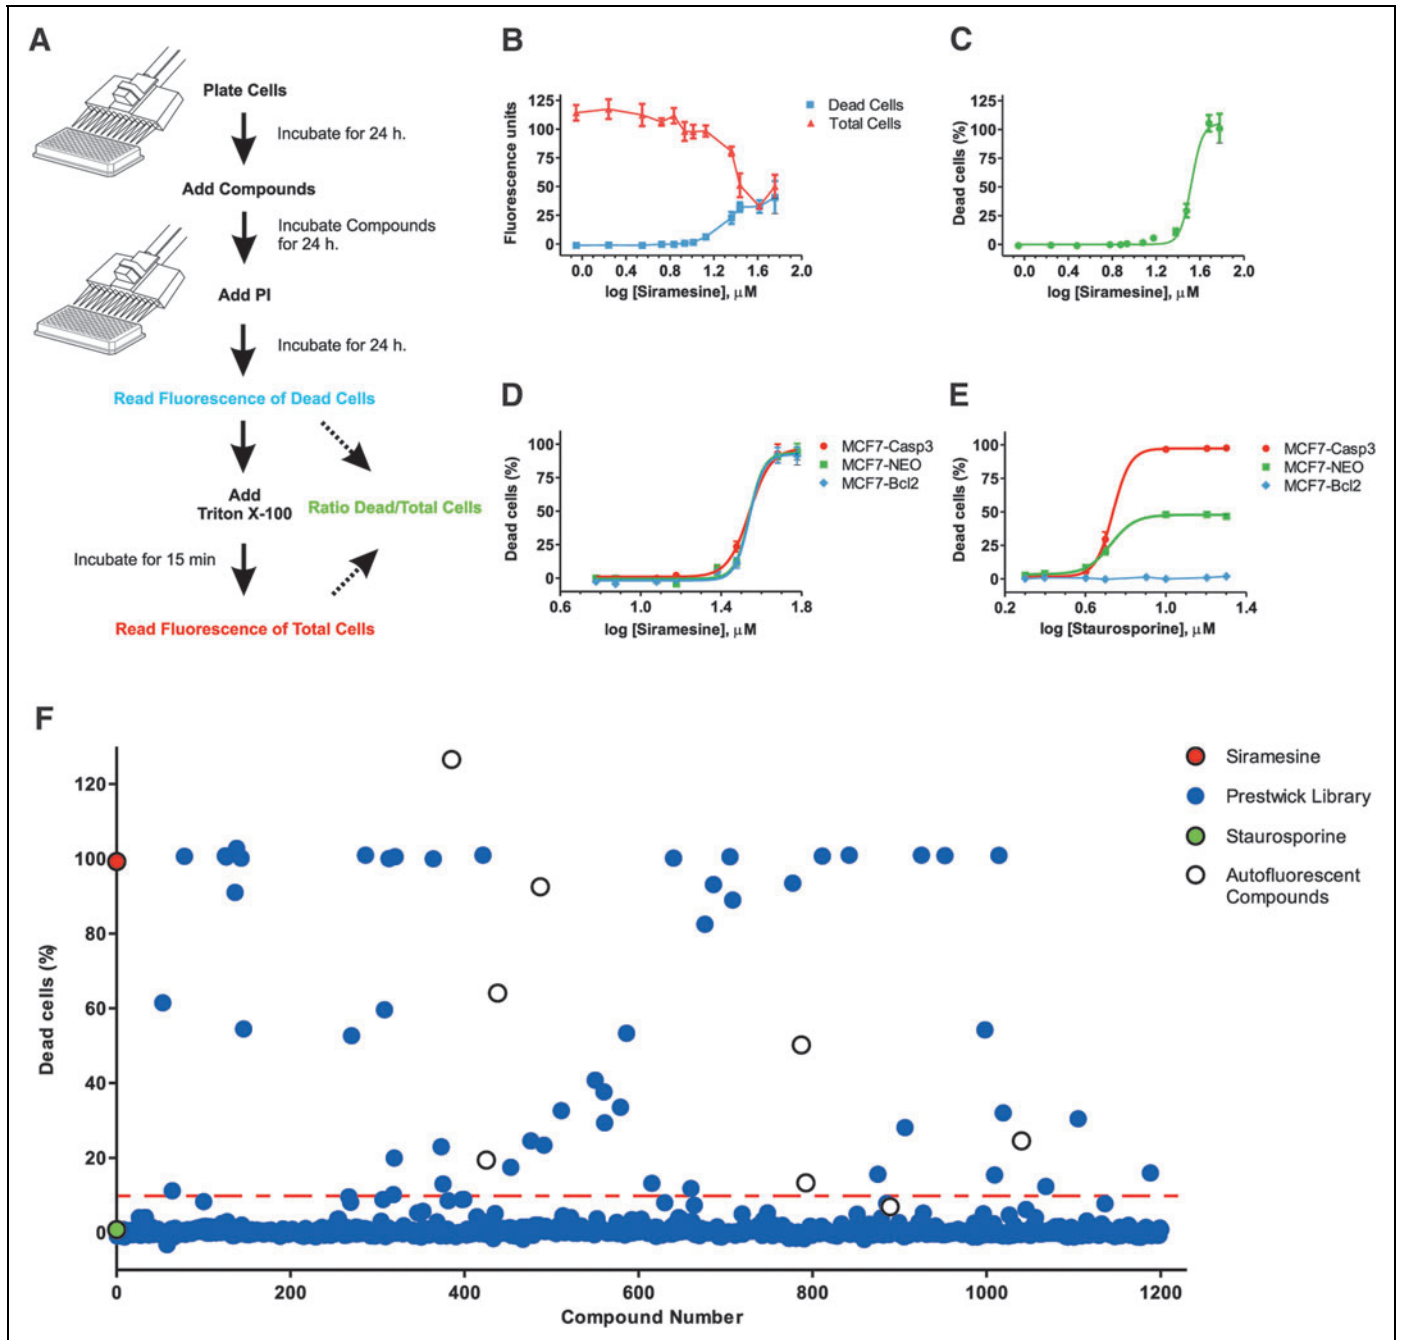 A
Plate Cells
Incubate for 24 h.
Add Compounds
Incubate Compounds
for 24 h.
Add PI
Incubate for 24 h.
Read Fluorescence of Dead Cells
Add
Triton X-100
Ratio Dead/Total Cells
Incubate for 15 min
Read Fluorescence of Total Cells
B
Fluorescence units
125
100
75
50
25
0
0.0 0.4 0.8 1.2 1.6 2.0
log [Siramesine], μM
Dead Cells
Total Cells
C
Dead cells (%)
125
100
75
50
25
0
0.0 0.4 0.8 1.2 1.6 2.0
log [Siramesine], μM
D
Dead cells (%)
100
75
50
25
0
0.6 1.0 1.4 1.8
log [Siramesine], μM
MCF7-Casp3
MCF7-NEO
MCF7-Bcl2
E
Dead cells (%)
100
75
50
25
0
0.2 0.6 1.0 1.4
log [Staurosporine], μM
MCF7-Casp3
MCF7-NEO
MCF7-Bcl2
F
Dead cells (%)
120
100
80
60
40
20
0
0 200 400 600 800 1000 1200
Compound Number
Siramesine
Prestwick Library
Staurosporine
Autofluorescent
Compounds